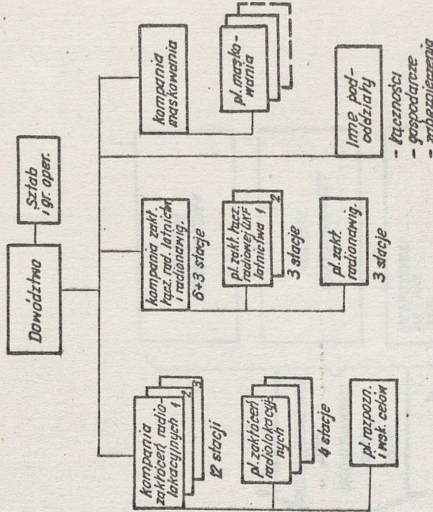 Dowództwo
Sztab
i gr. oper.
kompania
zakłóceń radio-
lokacyjnych 1
2
3
12 stacji
pl. zakłóceń
radiolokacyj-
nych
4 stacje
pl. rozpozn.
i wsk. celów
kompania zakł.
łącz. rad. lotnictw.
i radionawig.
6+3 stacje
pl. zakł. łącz.
radiowej UKF
lotnictwa 1
2
3 stacje
pl. zakł.
radionawig.
3 stacje
kompania
maskowania
pl. masko-
wania
Inne pod-
oddziały
- łączności
- gospodarcze
- zabezpieczenia